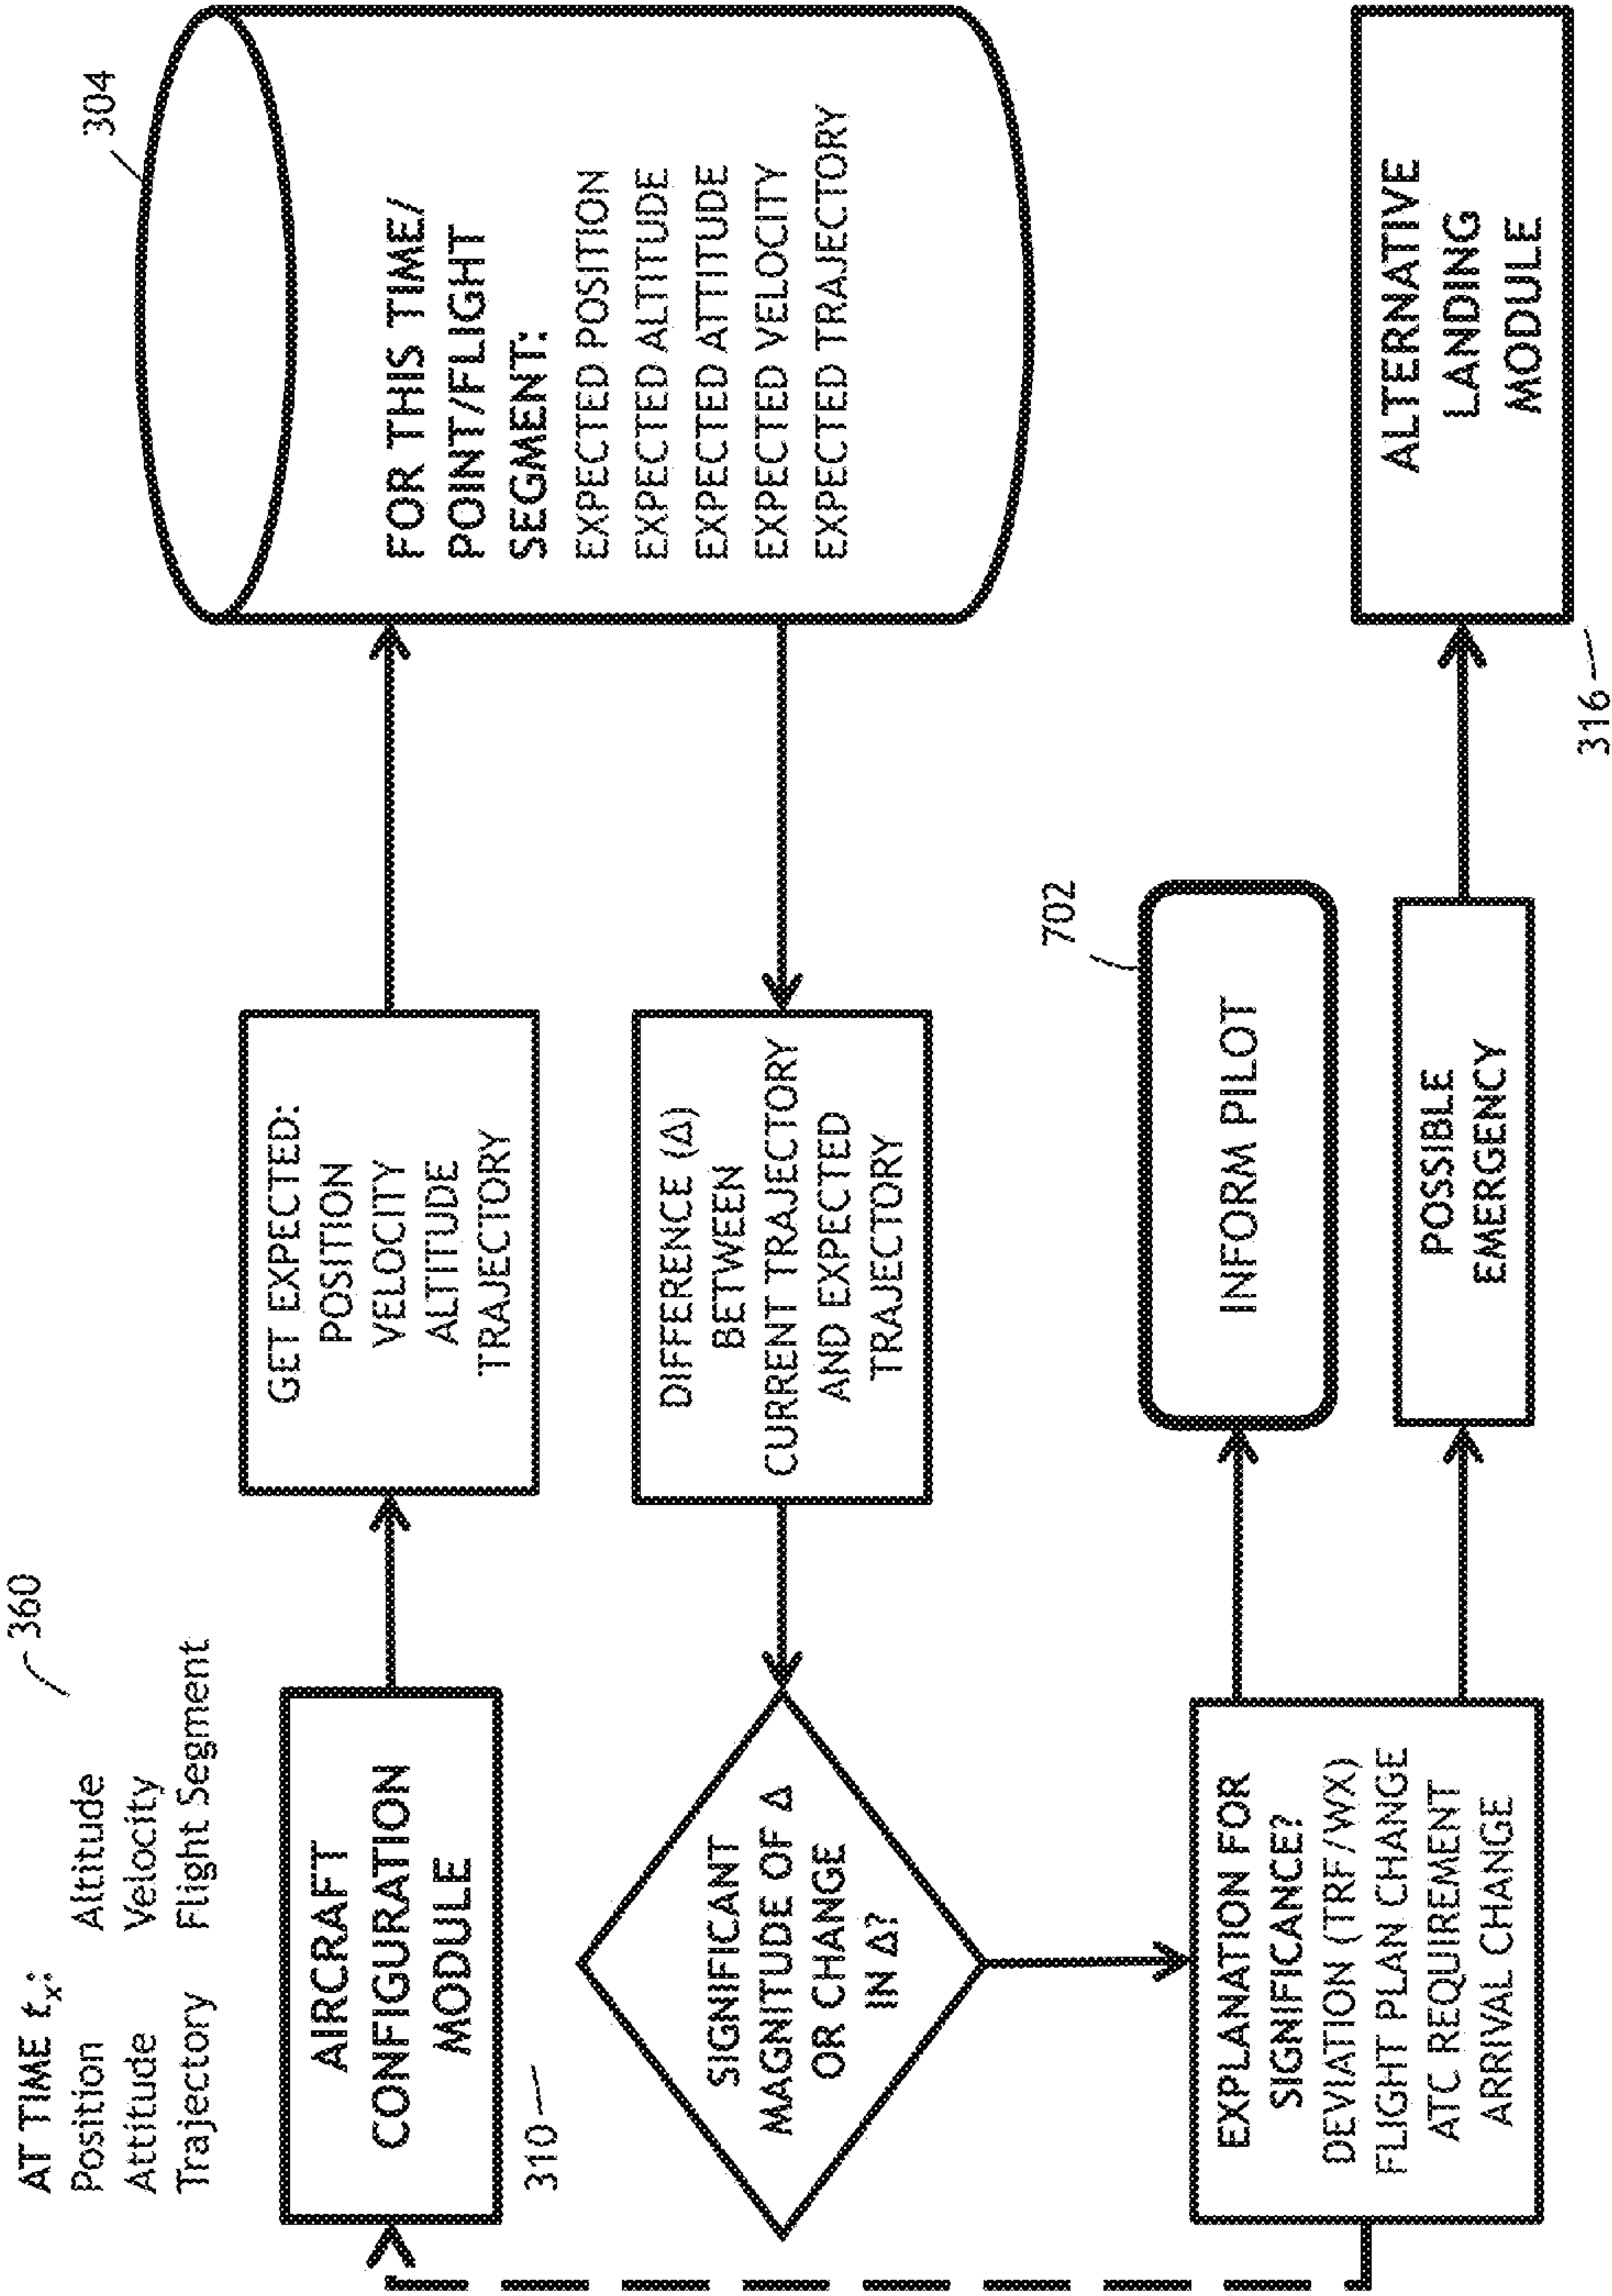 AT TIME tx:
Position Altitude
Attitude Velocity
Trajectory Flight Segment
360
AIRCRAFT
CONFIGURATION
MODULE
310
GET EXPECTED:
POSITION
VELOCITY
ALTITUDE
TRAJECTORY
304
FOR THIS TIME/
POINT/FLIGHT
SEGMENT:
EXPECTED POSITION
EXPECTED ALTITUDE
EXPECTED ATTITUDE
EXPECTED VELOCITY
EXPECTED TRAJECTORY
DIFFERENCE (Δ)
BETWEEN
CURRENT TRAJECTORY
AND EXPECTED
TRAJECTORY
SIGNIFICANT
MAGNITUDE OF Δ
OR CHANGE
IN Δ?
EXPLANATION FOR
SIGNIFICANCE?
DEVIATION (TRF/WX)
FLIGHT PLAN CHANGE
ATC REQUIREMENT
ARRIVAL CHANGE
702
INFORM PILOT
POSSIBLE
EMERGENCY
ALTERNATIVE
LANDING
MODULE
316